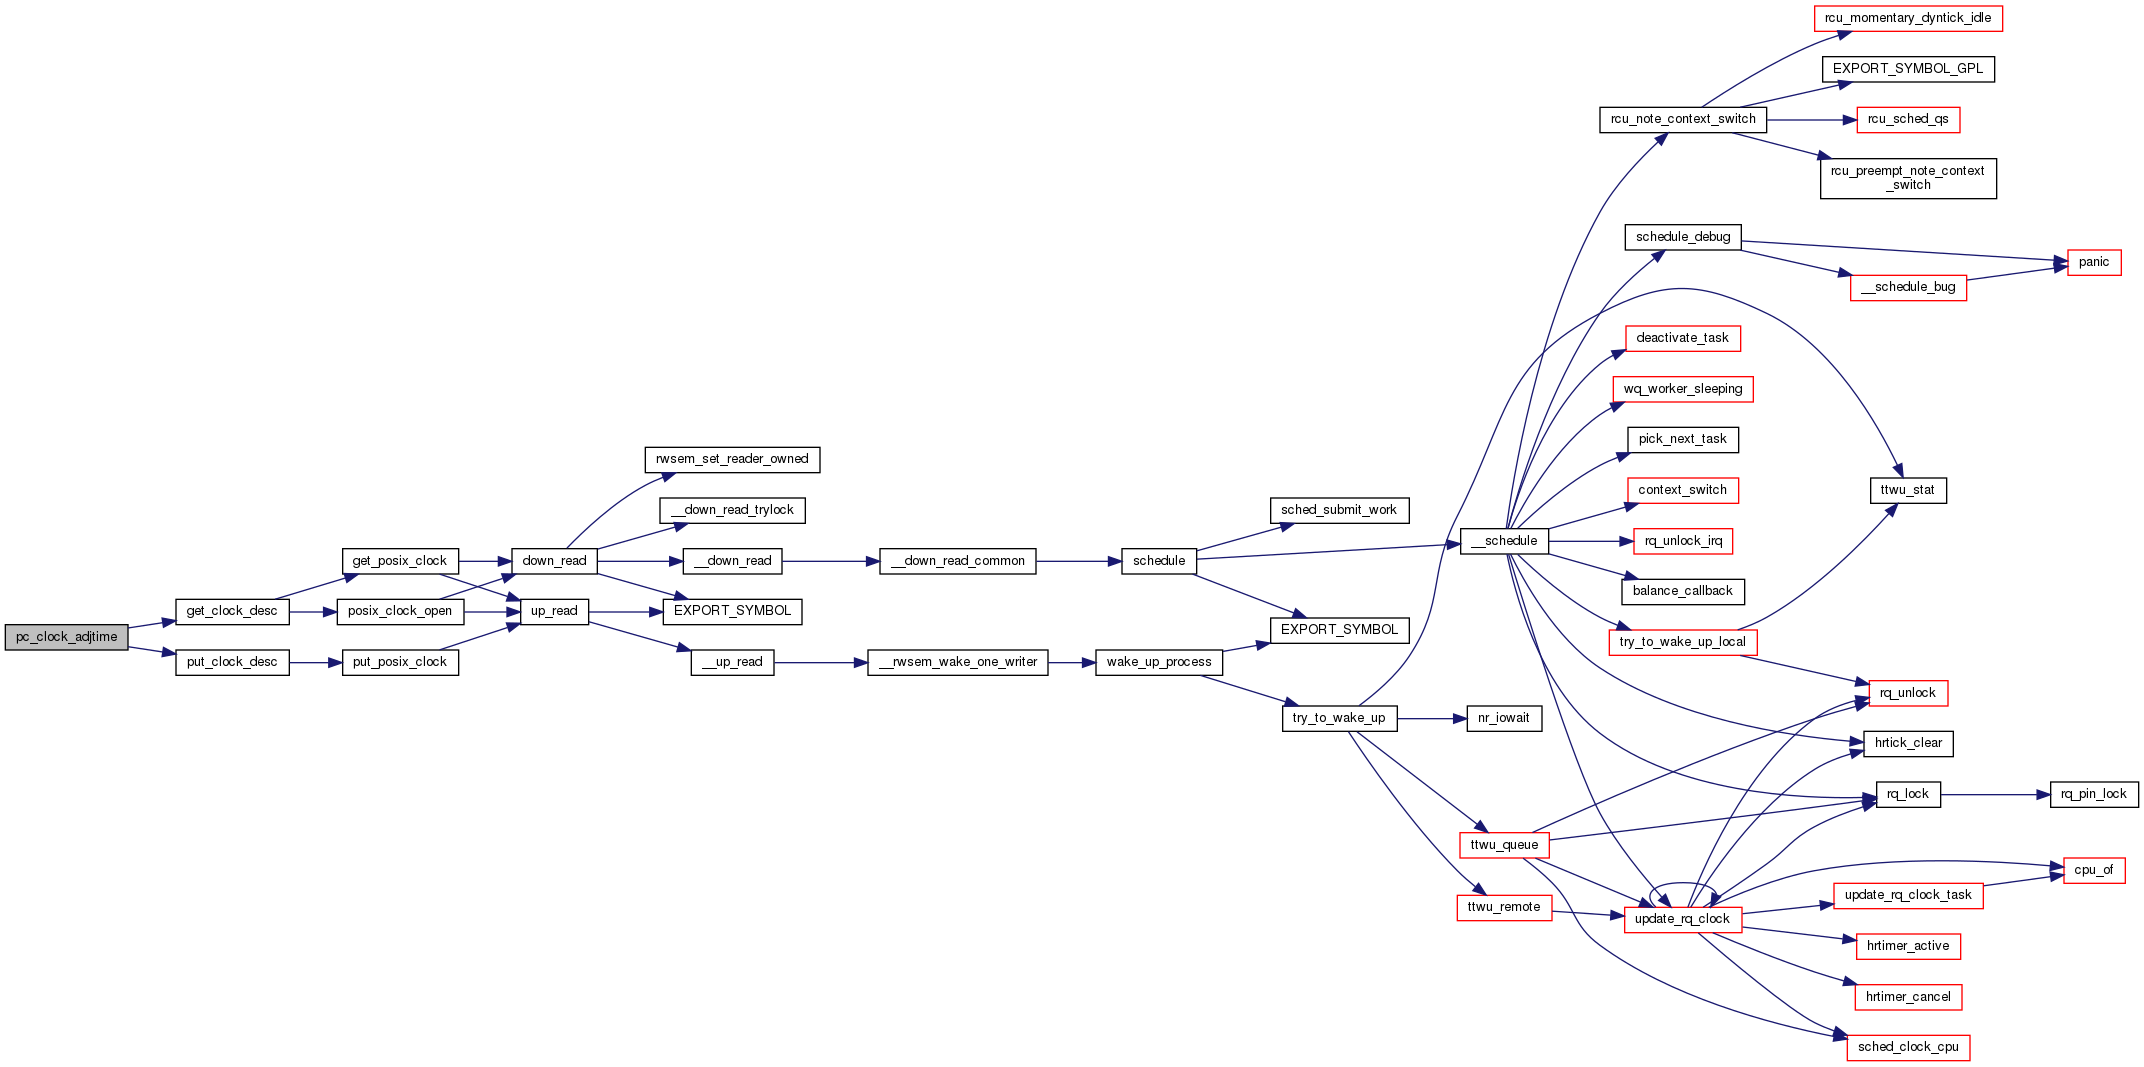 rcu_momentary_dyntick_idle
EXPORT_SYMBOL_GPL
rcu_note_context_switch
rcu_sched_qs
rcu_preempt_note_context
_switch
schedule_debug
panic
__schedule_bug
deactivate_task
wq_worker_sleeping
pick_next_task
rwsem_set_reader_owned
context_switch
ttwu_stat
__down_read_trylock
sched_submit_work
__schedule
rq_unlock_irq
get_posix_clock
down_read
__down_read
__down_read_common
schedule
balance_callback
get_clock_desc
posix_clock_open
up_read
EXPORT_SYMBOL
EXPORT_SYMBOL
pc_clock_adjtime
try_to_wake_up_local
put_clock_desc
put_posix_clock
__up_read
__rwsem_wake_one_writer
wake_up_process
rq_unlock
try_to_wake_up
nr_iowait
hrtick_clear
rq_lock
rq_pin_lock
ttwu_queue
cpu_of
update_rq_clock_task
ttwu_remote
update_rq_clock
hrtimer_active
hrtimer_cancel
sched_clock_cpu